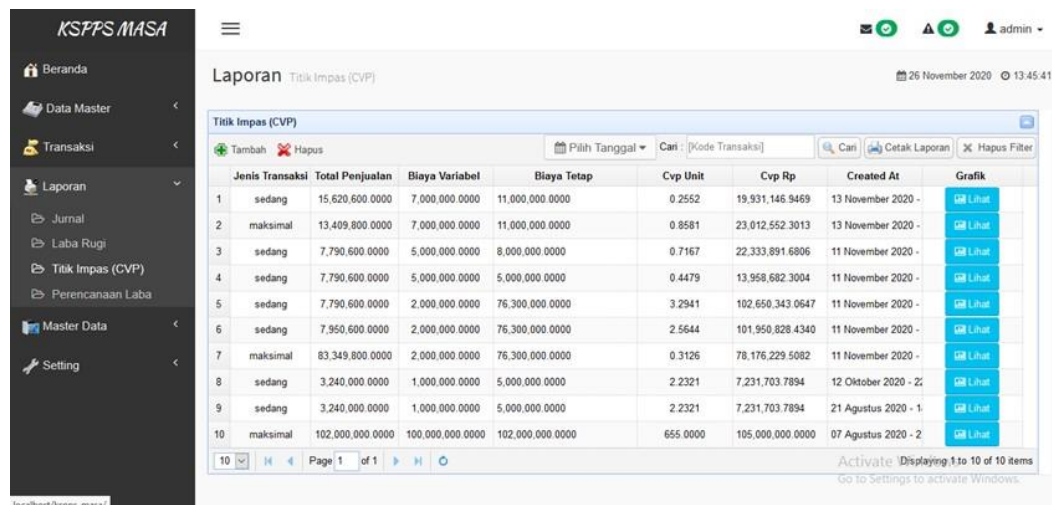 KSPPS MASA
admin
Beranda
Data Master
Transaksi
Laporan
Jurnal
Laba Rugi
Titik Impas (CVP)
Perencanaan Laba
Master Data
Setting
Laporan Titik Impas (CVP)
26 November 2020 13:45:41
Titik Impas (CVP)
Tambah Hapus Pilih Tanggal Cari : [Kode Transaksi] Cari Cetak Laporan Hapus Filter
Jenis Transaksi Total Penjualan Biaya Variabel Biaya Tetap Cvp Unit Cvp Rp Created At Grafik
1 sedang 15,620,600.0000 7,000,000.0000 11,000,000.0000 0.2552 19,931,146.9469 13 November 2020 - Lihat
2 maksimal 13,409,800.0000 7,000,000.0000 11,000,000.0000 0.8581 23,012,552.3013 13 November 2020 - Lihat
3 sedang 7,790,600.0000 5,000,000.0000 8,000,000.0000 0.7167 22,333,891.6806 11 November 2020 - Lihat
4 sedang 7,790,600.0000 5,000,000.0000 5,000,000.0000 0.4479 13,958,682.3004 11 November 2020 - Lihat
5 sedang 7,790,600.0000 2,000,000.0000 76,300,000.0000 3.2941 102,650,343.0647 11 November 2020 - Lihat
6 sedang 7,950,600.0000 2,000,000.0000 76,300,000.0000 2.5644 101,950,828.4340 11 November 2020 - Lihat
7 maksimal 83,349,800.0000 2,000,000.0000 76,300,000.0000 0.3126 78,176,229.5082 11 November 2020 - Lihat
8 sedang 3,240,000.0000 1,000,000.0000 5,000,000.0000 2.2321 7,231,703.7894 12 Oktober 2020 - 22 Lihat
9 sedang 3,240,000.0000 1,000,000.0000 5,000,000.0000 2.2321 7,231,703.7894 21 Agustus 2020 - 1 Lihat
10 maksimal 102,000,000.0000 100,000,000.0000 102,000,000.0000 655.0000 105,000,000.0000 07 Agustus 2020 - 2 Lihat
10 Page 1 of 1 Displaying 1 to 10 of 10 items
Activate Windows
Go to Settings to activate Windows.